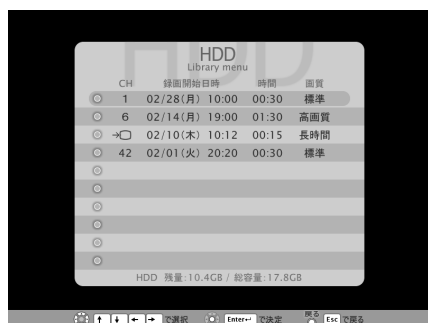 HDD
Library menu
CH 録画開始日時 時間 画質
1 02/28(月) 10:00 00:30 標準
6 02/14(月) 19:00 01:30 高画質
→ 02/10(木) 10:12 00:15 長時間
42 02/01(火) 20:20 00:30 標準
HDD 残量:10.4GB / 総容量:17.8GB
↑ ↓ ← → で選択 Enter↵ で決定 戻る Esc で戻る